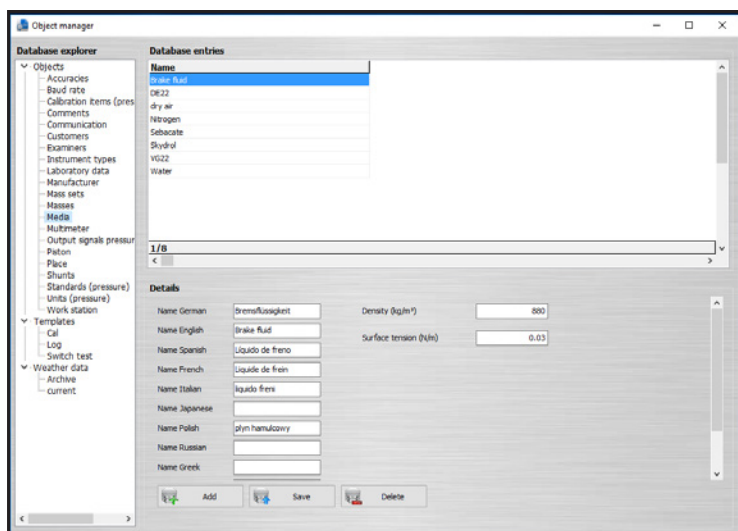 Object manager
Database explorer
Objects
Accuracies
Baud rate
Calibration items (pres
Comments
Communication
Customers
Examiners
Instrument types
Laboratory data
Manufacturer
Mass sets
Masses
Media
Multimeter
Output signals pressur
Piston
Place
Shunts
Standards (pressure)
Units (pressure)
Work station
Templates
Cal
Log
Switch test
Weather data
Archive
current
Database entries
Name
Brake fluid
DE22
dry air
Nitrogen
Sebacate
Skydrol
VG22
Water
1/8
Details
Name German Bremsflüssigkeit Density (kg/m³) 880
Name English Brake fluid Surface tension (N/m) 0.03
Name Spanish Líquido de freno
Name French Liquide de frein
Name Italian liquido freni
Name Japanese
Name Polish płyn hamulcowy
Name Russian
Name Greek
Add Save Delete